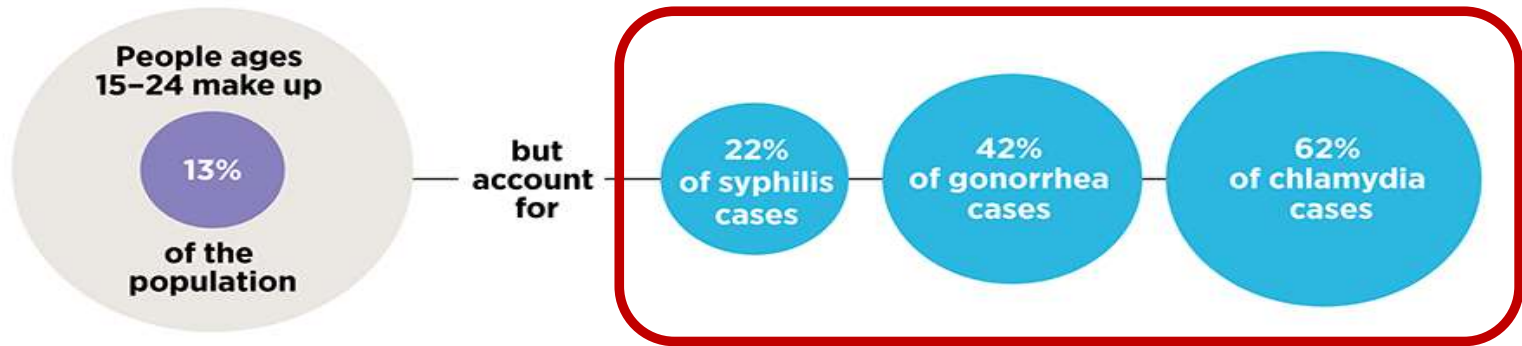 People ages
15–24 make up
13%
of the
population
but
account
for
22%
of syphilis
cases
42%
of gonorrhea
cases
62%
of chlamydia
cases